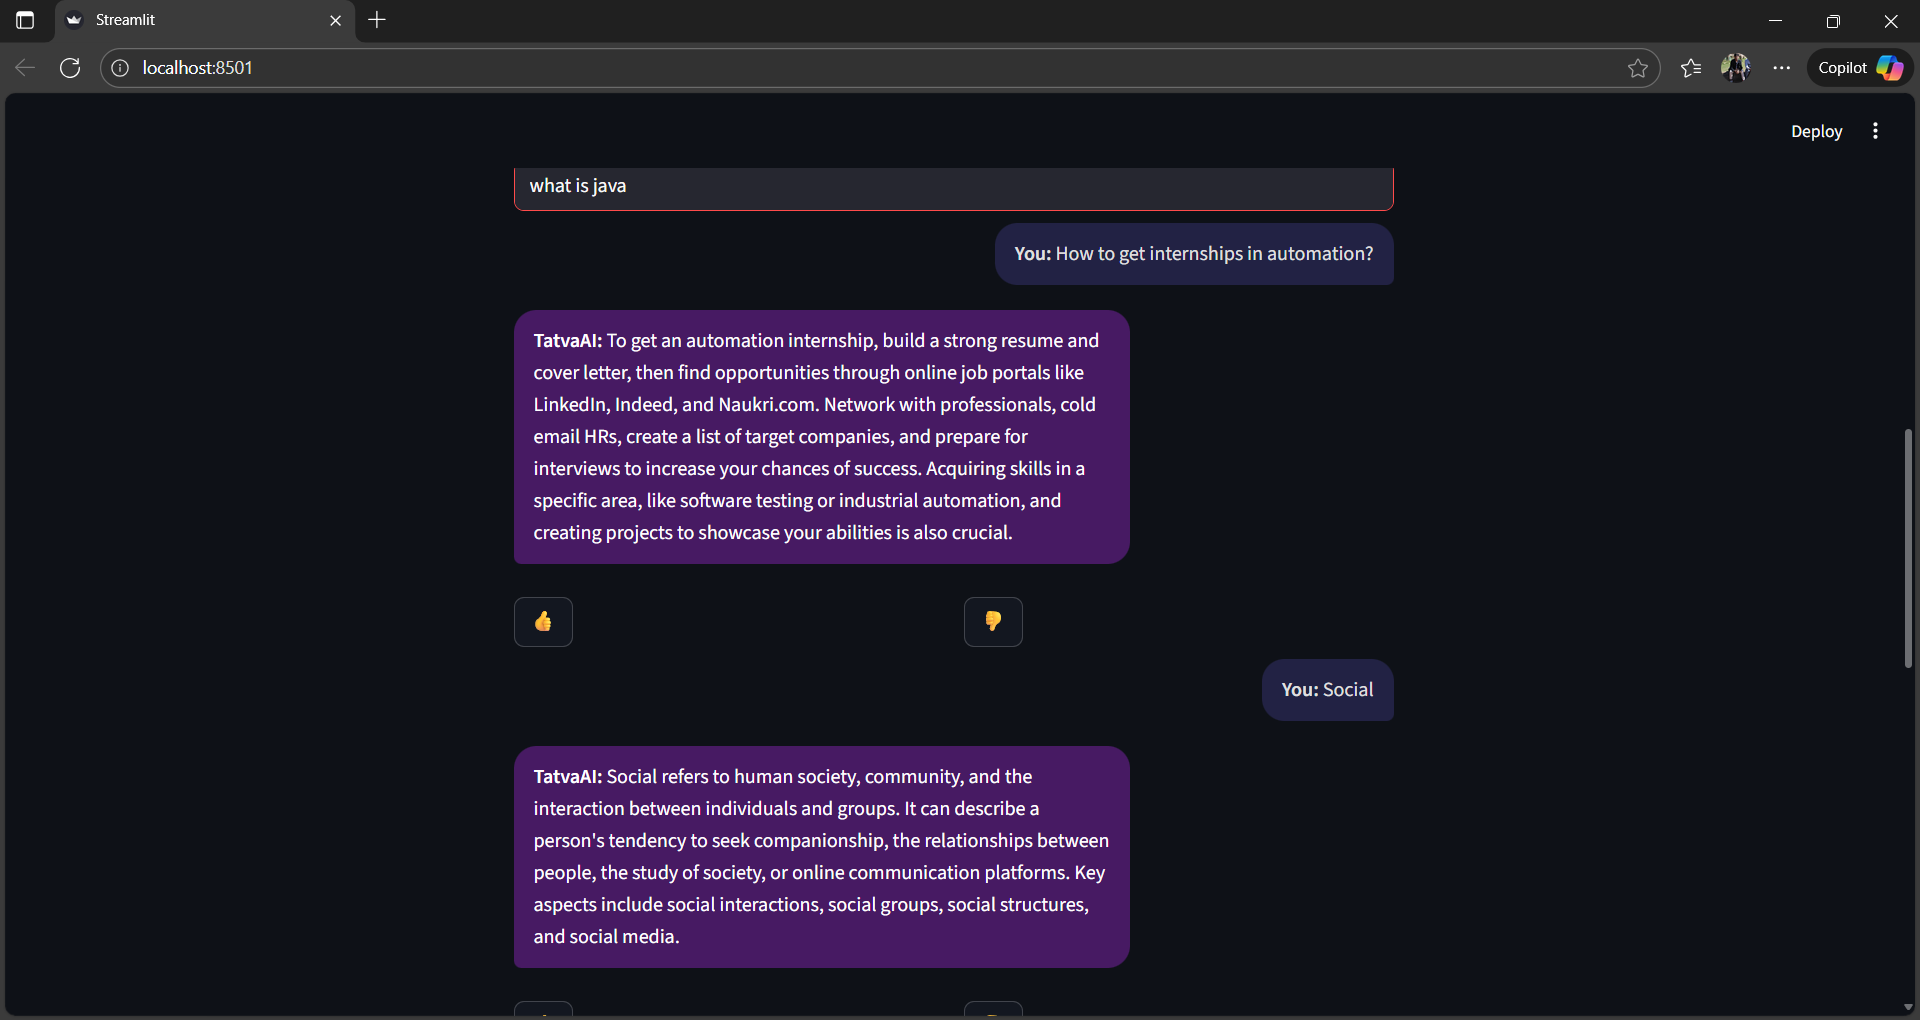 Streamlit
localhost:8501
Copilot
Deploy
what is java
You: How to get internships in automation?
TatvaAI: To get an automation internship, build a strong resume and
cover letter, then find opportunities through online job portals like
LinkedIn, Indeed, and Naukri.com. Network with professionals, cold
email HRs, create a list of target companies, and prepare for
interviews to increase your chances of success. Acquiring skills in a
specific area, like software testing or industrial automation, and
creating projects to showcase your abilities is also crucial.
You: Social
TatvaAI: Social refers to human society, community, and the
interaction between individuals and groups. It can describe a
person's tendency to seek companionship, the relationships between
people, the study of society, or online communication platforms. Key
aspects include social interactions, social groups, social structures,
and social media.